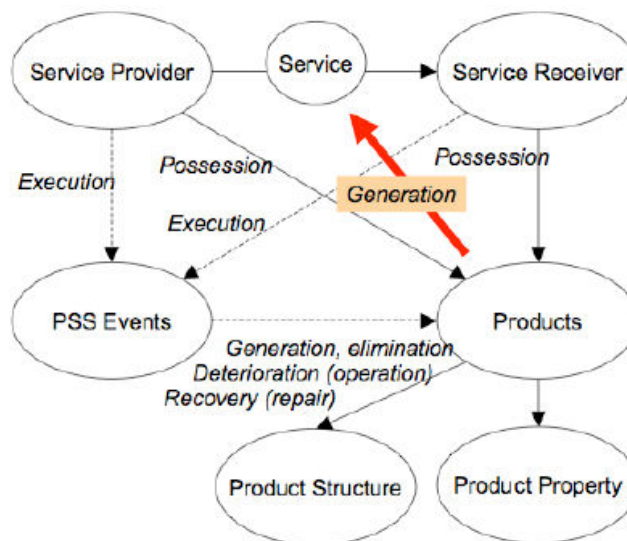 Service Provider
Service
Service Receiver
Execution
Possession
Possession
Generation
Execution
PSS Events
Products
Generation, elimination
Deterioration (operation)
Recovery (repair)
Product Structure
Product Property